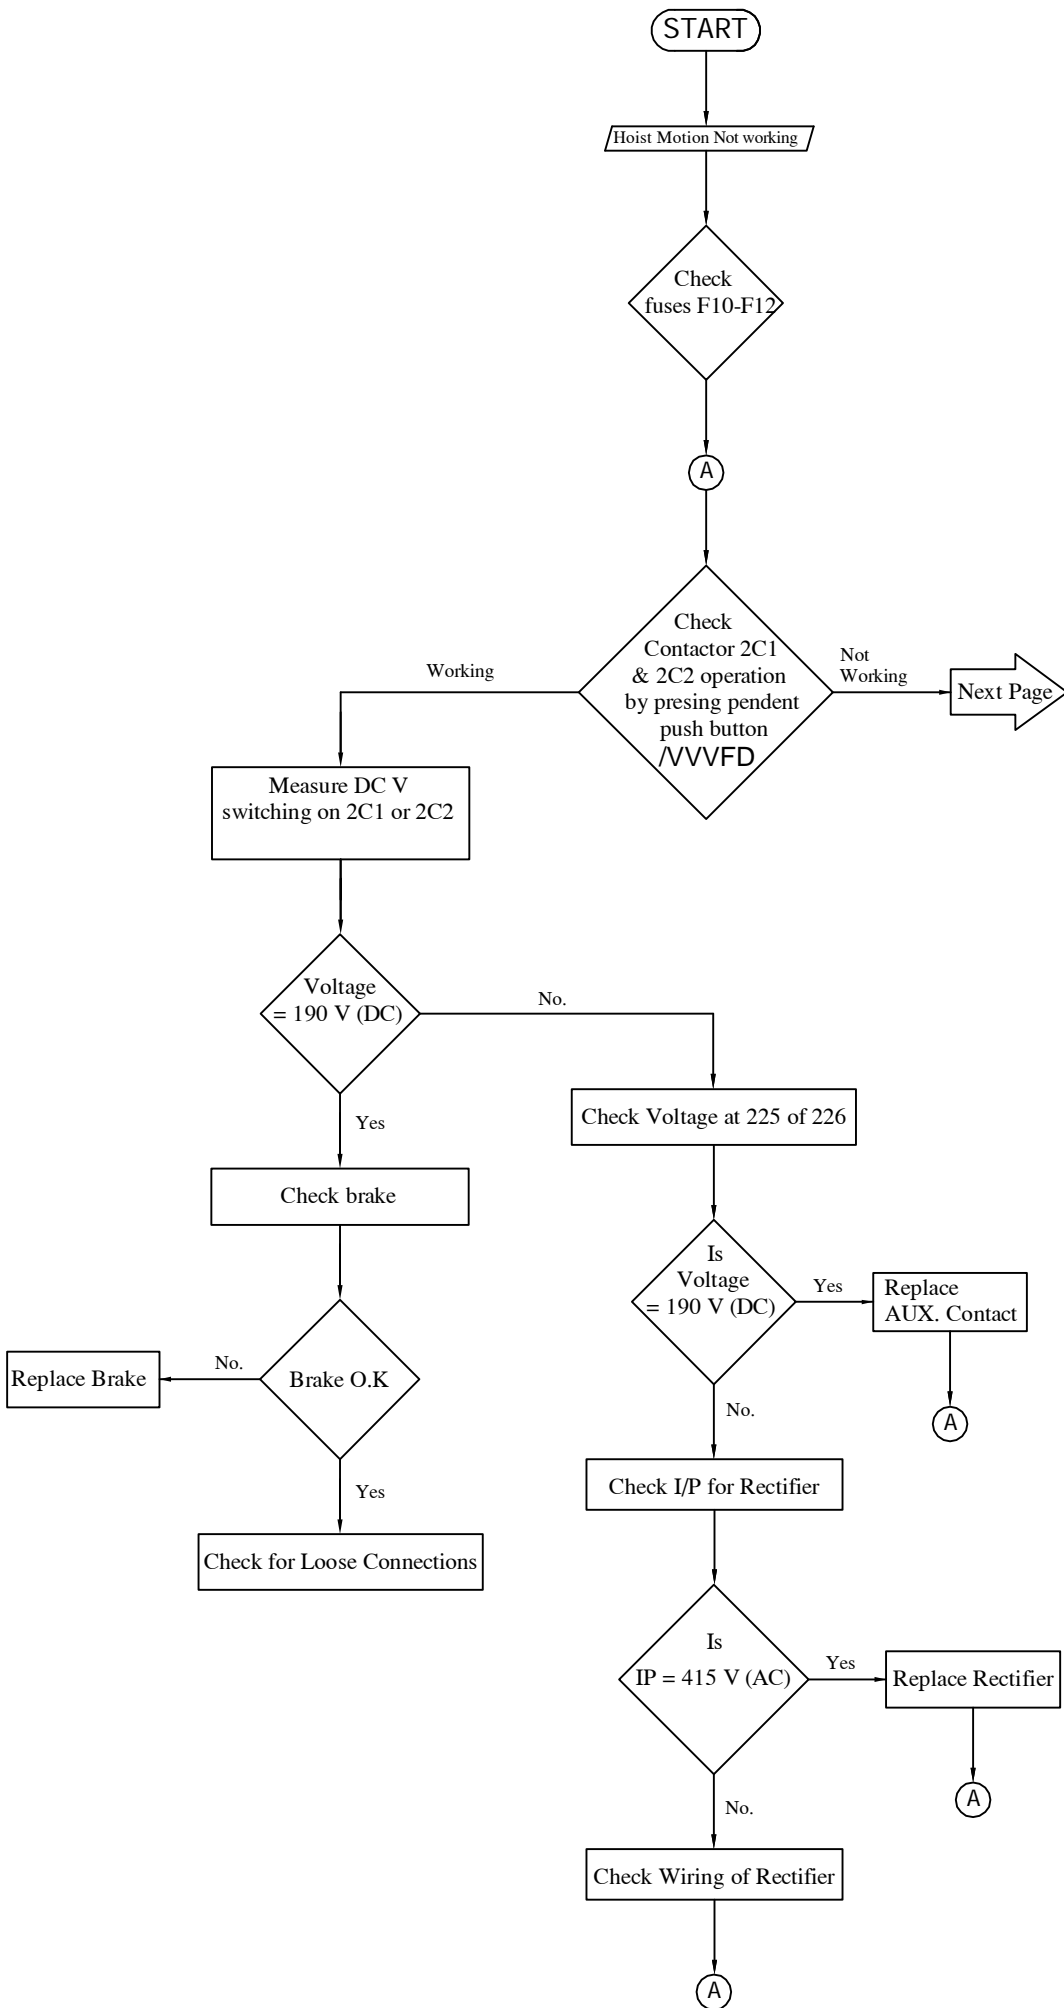 START
Hoist Motion Not working
Check
fuses F10-F12
A
Check
Contactor 2C1
& 2C2 operation
by presing pendent
push button
/VVVFD
Working
Not
Working
Next Page
Measure DC V
switching on 2C1 or 2C2
Voltage
= 190 V (DC)
No.
Yes
Check Voltage at 225 of 226
Check brake
Is
Voltage
= 190 V (DC)
Yes
Replace
AUX. Contact
A
No.
Brake O.K
No.
Replace Brake
Yes
Check for Loose Connections
Check I/P for Rectifier
Is
IP = 415 V (AC)
Yes
Replace Rectifier
A
No.
Check Wiring of Rectifier
A